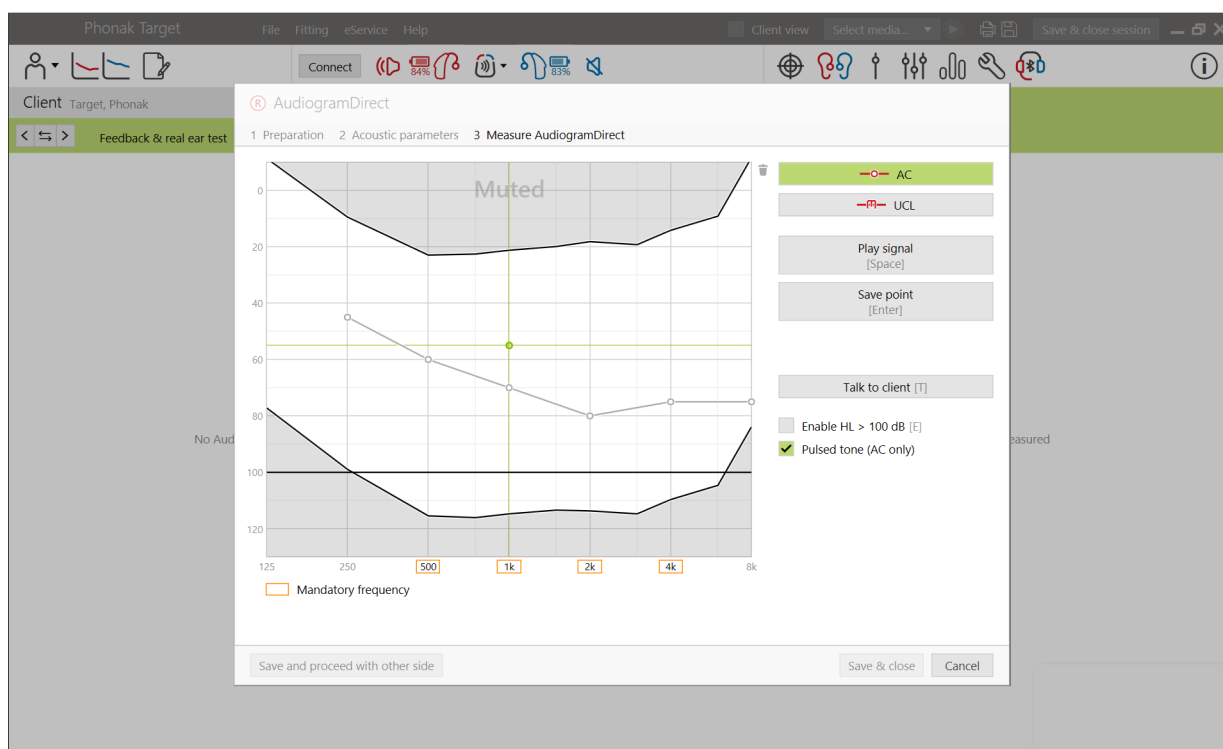 Phonak Target File Fitting eService Help Client view Select media... Save & close session
Connect 84% 83%
Client Target, Phonak
Feedback & real ear test
R AudiogramDirect
1 Preparation 2 Acoustic parameters 3 Measure AudiogramDirect
Muted
0
20
40
60
80
100
120
125 250 500 1k 2k 4k 8k
Mandatory frequency
AC
UCL
Play signal
[Space]
Save point
[Enter]
Talk to client [T]
Enable HL > 100 dB [E]
Pulsed tone (AC only)
No Aud
easured
Save and proceed with other side Save & close Cancel